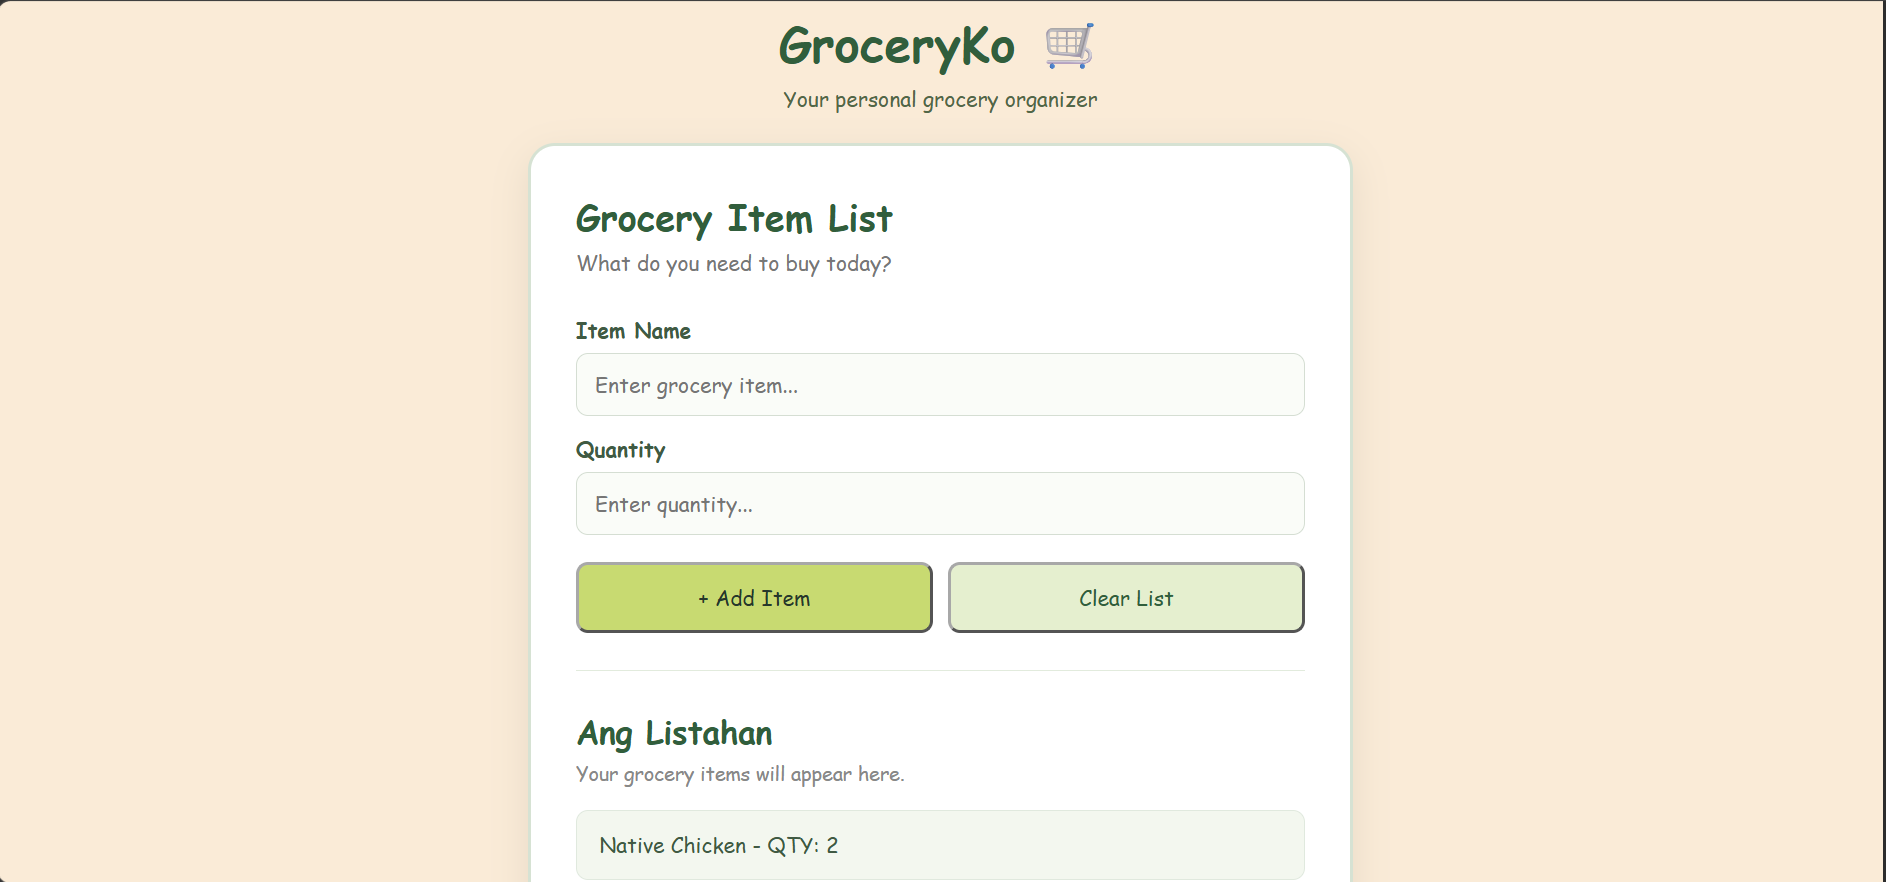 GroceryKo
Your personal grocery organizer
Grocery Item List
What do you need to buy today?
Item Name
Enter grocery item...
Quantity
Enter quantity...
+ Add Item
Clear List
Ang Listahan
Your grocery items will appear here.
Native Chicken - QTY: 2